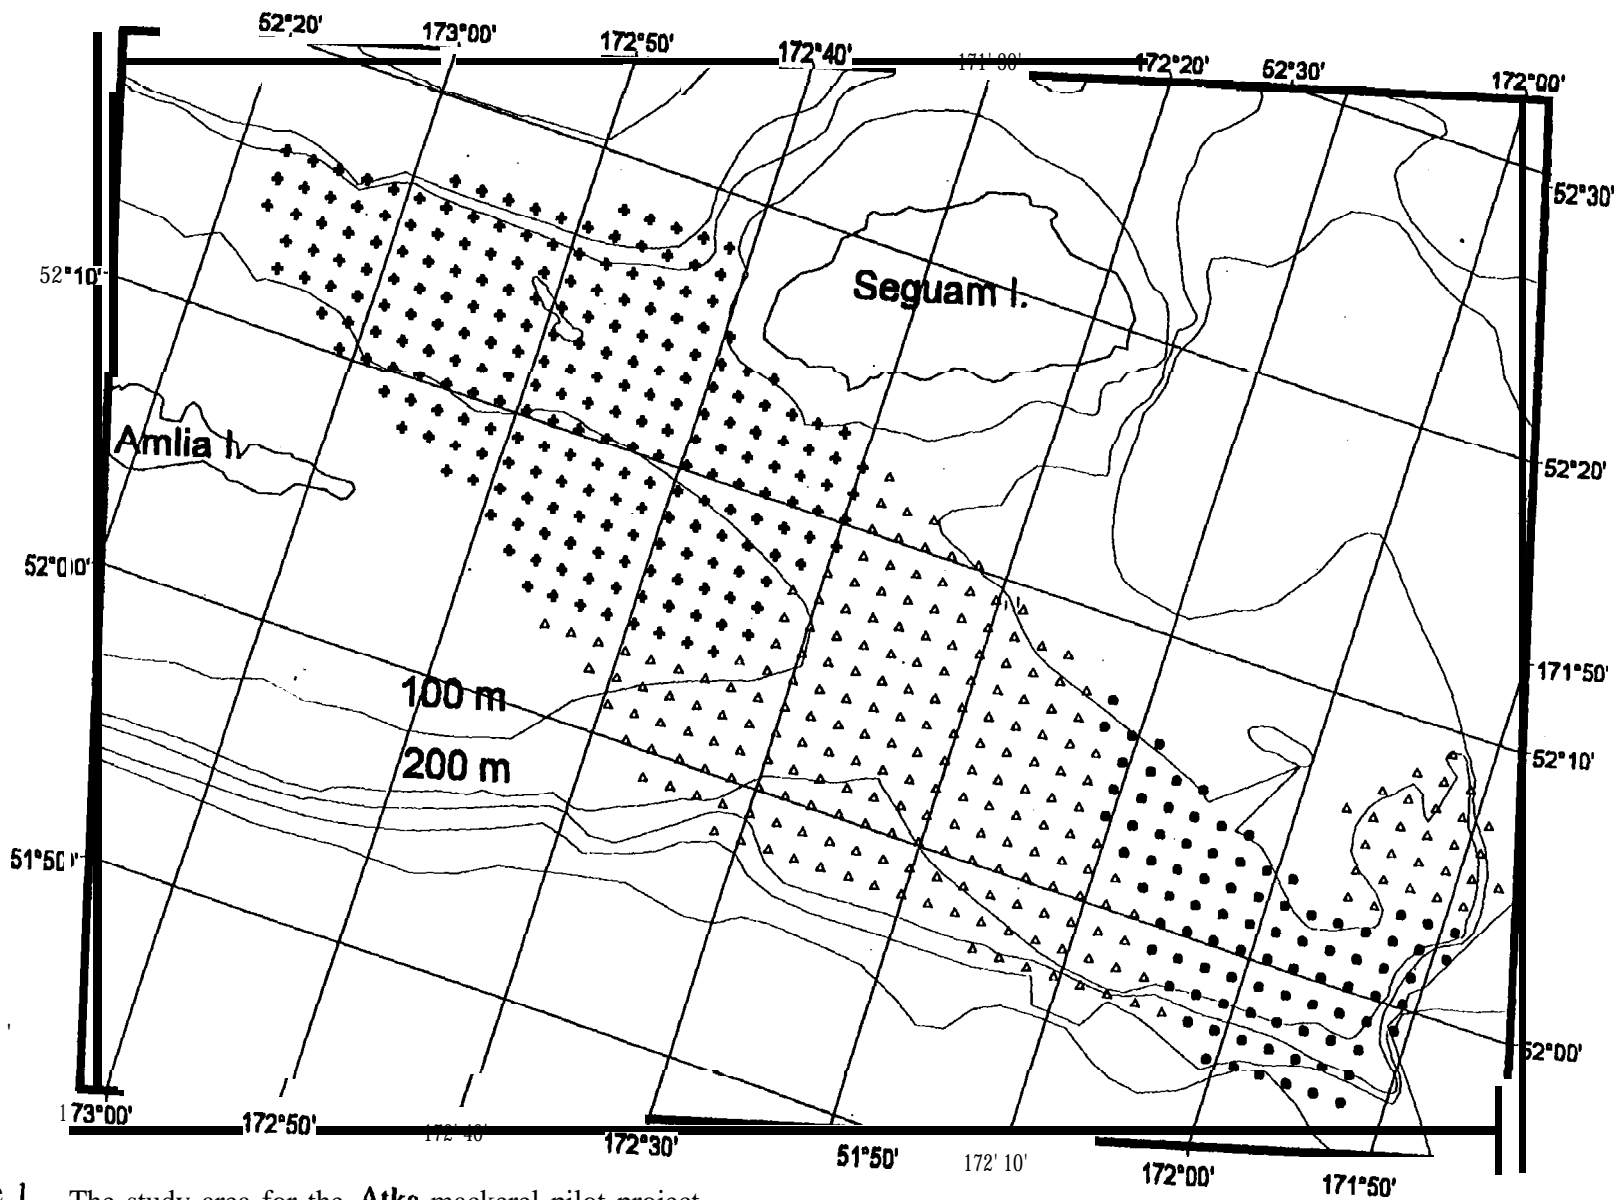 52°20' 173°00' 172°50' 172°40' 171' 30' 172°20' 52°30' 172°00'
52°30'
Seguam I.
52°10'
Amlia I.
52°20'
52°00'
171°50'
100 m
52°10'
200 m
51°50'
52°00'
173°00' 172°50' 172' 40' 172°30' 51°50' 172' 10' 172°00' 171°50'
1 The study area for the Atka mackerel pilot project